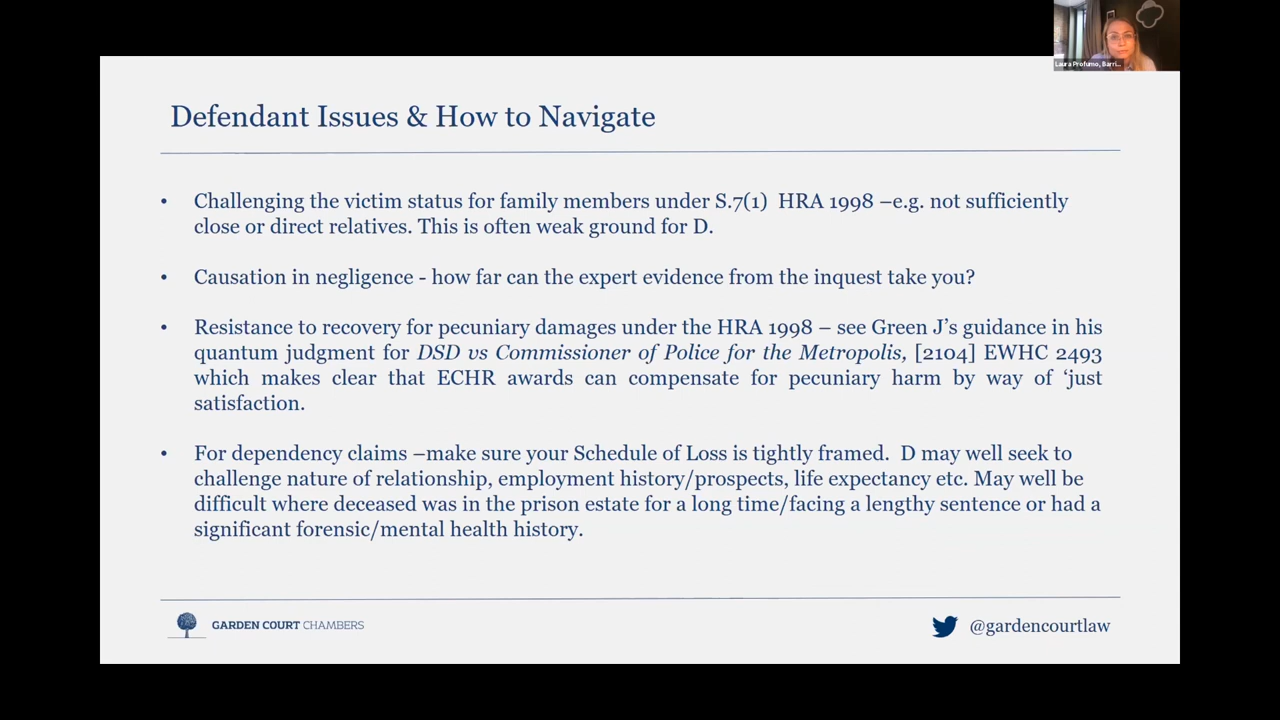 Laura Profumo, Barri...
Defendant Issues & How to Navigate
• Challenging the victim status for family members under S.7(1) HRA 1998 –e.g. not sufficiently
close or direct relatives. This is often weak ground for D.
• Causation in negligence - how far can the expert evidence from the inquest take you?
• Resistance to recovery for pecuniary damages under the HRA 1998 – see Green J's guidance in his
quantum judgment for DSD vs Commissioner of Police for the Metropolis, [2104] EWHC 2493
which makes clear that ECHR awards can compensate for pecuniary harm by way of 'just
satisfaction.
• For dependency claims –make sure your Schedule of Loss is tightly framed. D may well seek to
challenge nature of relationship, employment history/prospects, life expectancy etc. May well be
difficult where deceased was in the prison estate for a long time/facing a lengthy sentence or had a
significant forensic/mental health history.
GARDEN COURT CHAMBERS
@gardencourtlaw